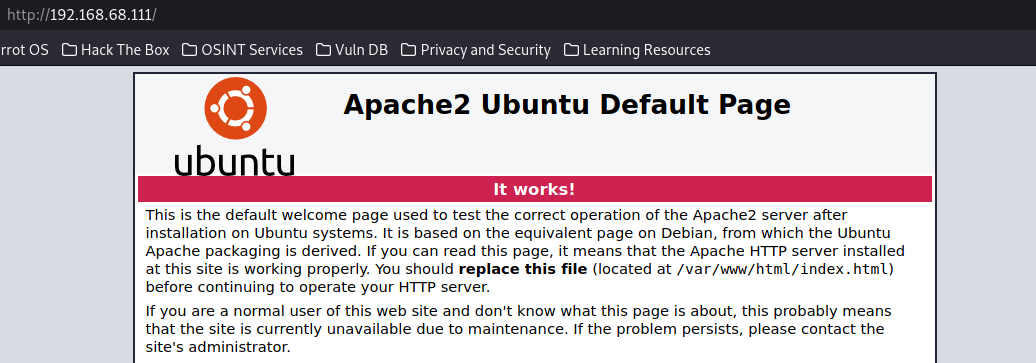 http://192.168.68.111/
rrot OS Hack The Box OSINT Services Vuln DB Privacy and Security Learning Resources
ubuntu
Apache2 Ubuntu Default Page
It works!
This is the default welcome page used to test the correct operation of the Apache2 server after
installation on Ubuntu systems. It is based on the equivalent page on Debian, from which the Ubuntu
Apache packaging is derived. If you can read this page, it means that the Apache HTTP server installed
at this site is working properly. You should replace this file (located at /var/www/html/index.html)
before continuing to operate your HTTP server.
If you are a normal user of this web site and don't know what this page is about, this probably means
that the site is currently unavailable due to maintenance. If the problem persists, please contact the
site's administrator.